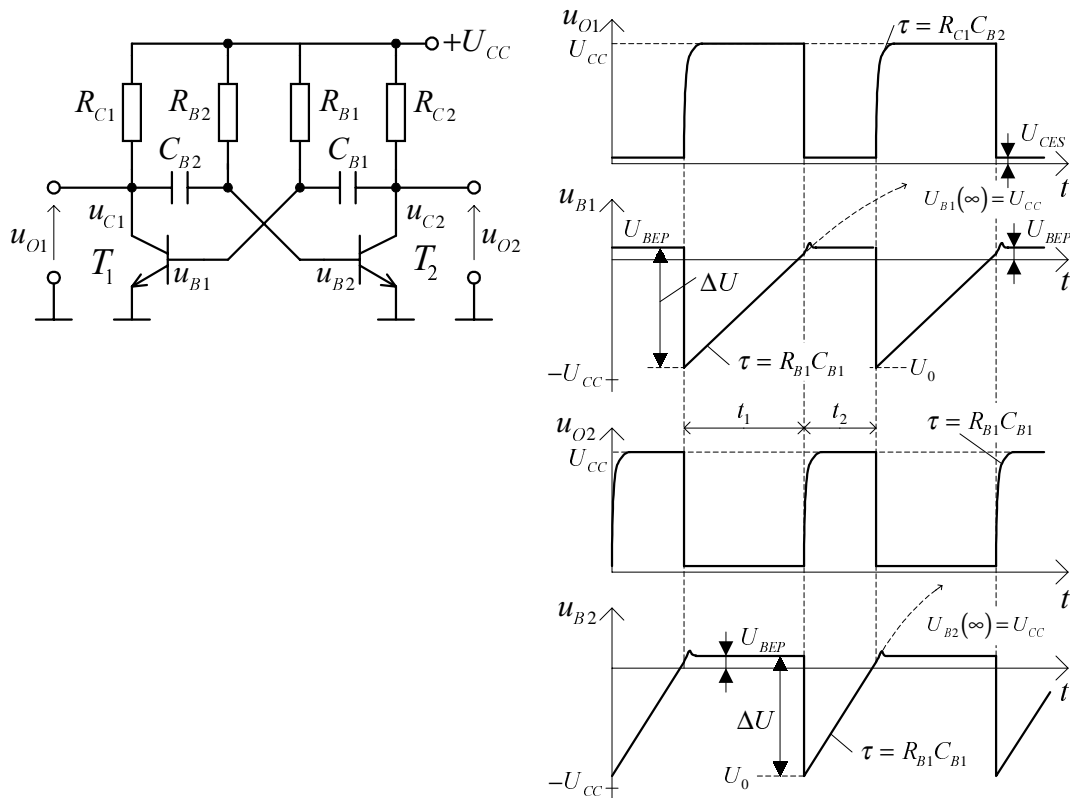 +U_CC
R_C1
R_B2
R_B1
R_C2
C_B2
C_B1
u_C1
u_C2
u_O1
u_O2
T_1
u_B1
u_B2
T_2
u_O1
U_CC
τ = R_C1 C_B2
U_CES
t
u_B1
U_B1(∞) = U_CC
U_BEP
U_BEP
ΔU
t
τ = R_B1 C_B1
U_0
−U_CC
t_1
t_2
u_O2
τ = R_B1 C_B1
U_CC
t
u_B2
U_BEP
U_B2(∞) = U_CC
t
ΔU
τ = R_B1 C_B1
U_0
−U_CC